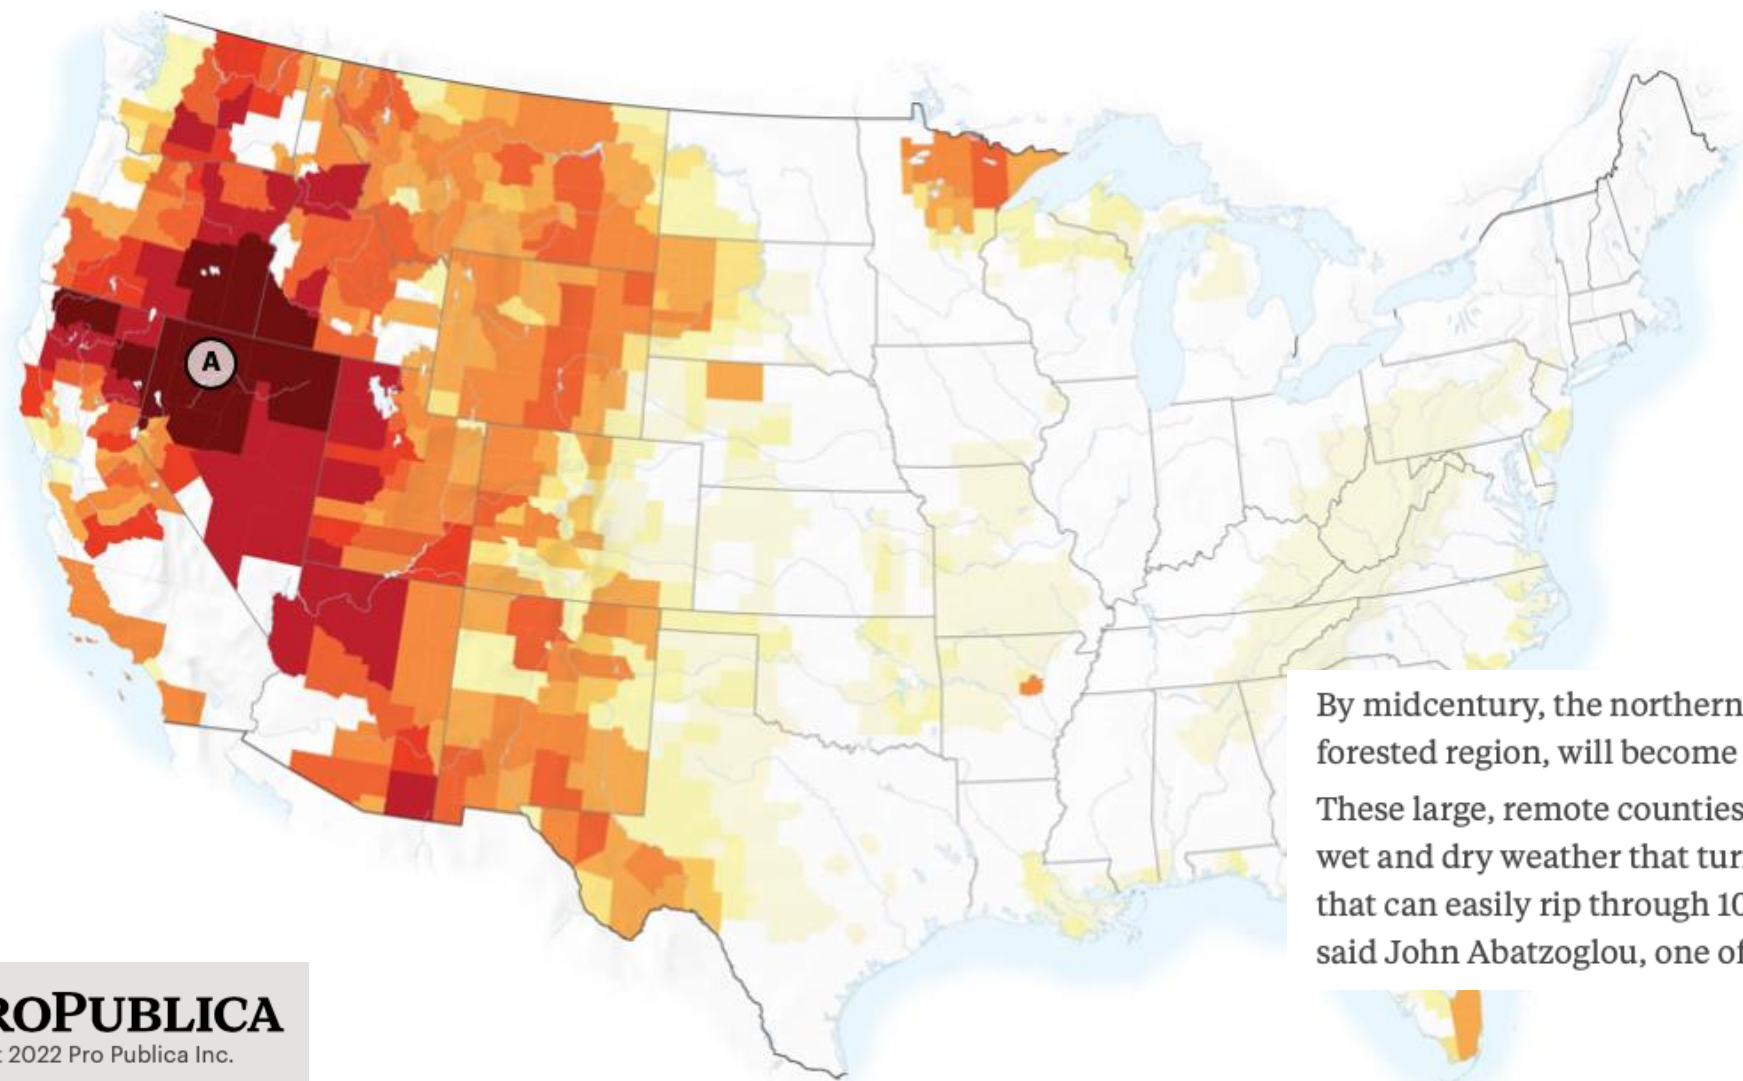 A
By midcentury, the northern
forested region, will become
These large, remote counties
wet and dry weather that tur
that can easily rip through 10
said John Abatzoglou, one of
ROPUBLICA
2022 Pro Publica Inc.